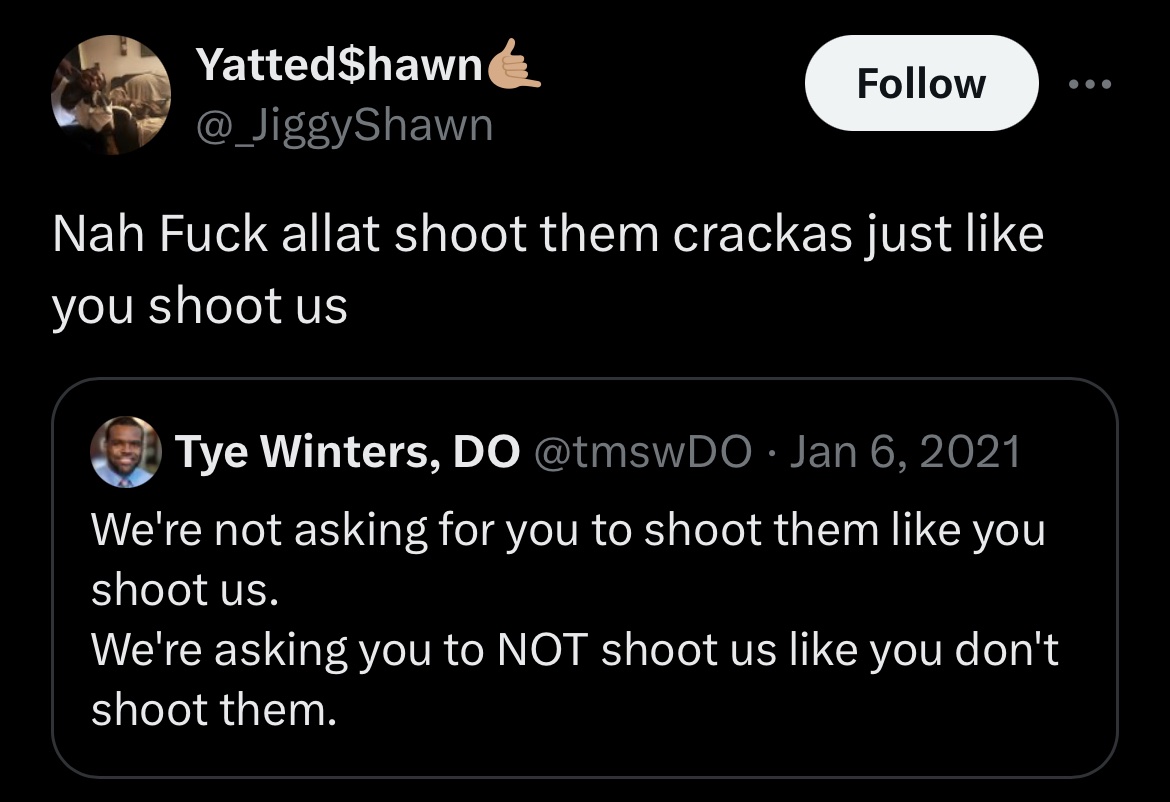 Yatted$hawn🤙🏼
Follow
@_JiggyShawn
Nah Fuck allat shoot them crackas just like
you shoot us
Tye Winters, DO @tmswDO · Jan 6, 2021
We're not asking for you to shoot them like you
shoot us.
We're asking you to NOT shoot us like you don't
shoot them.